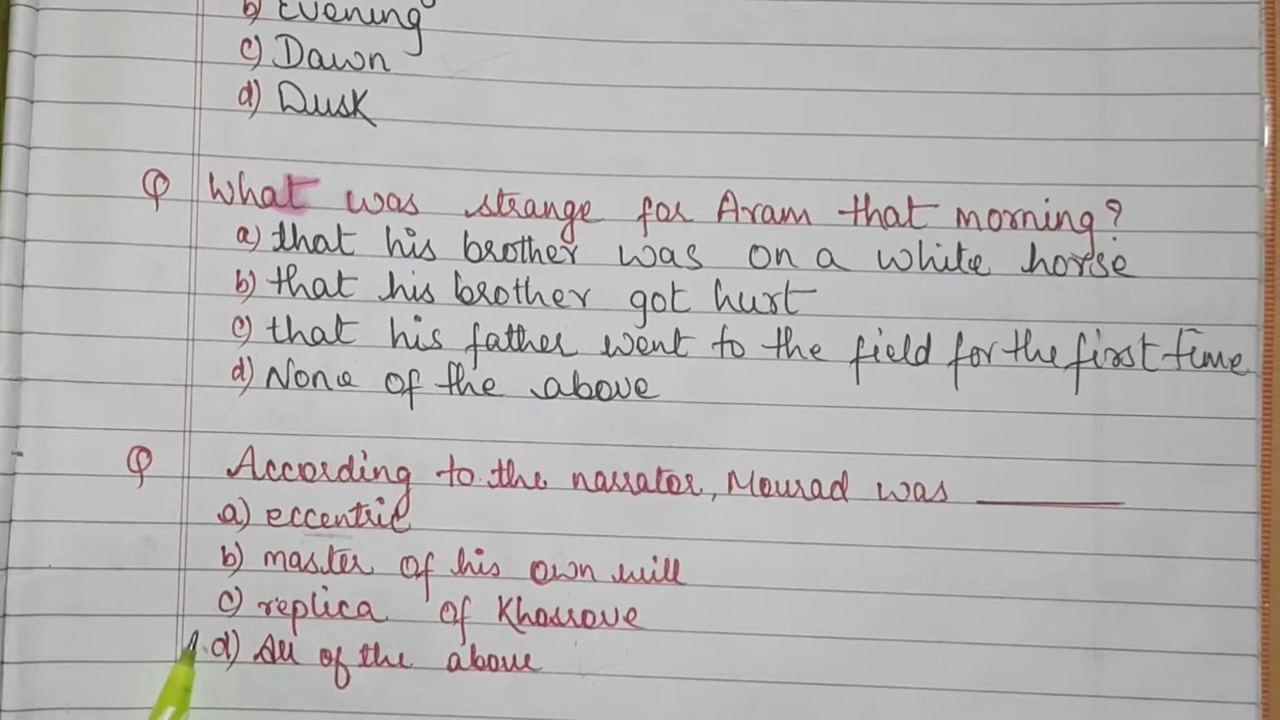 b) Evening
c) Dawn
d) Dusk
Q What was strange for Aram that morning?
a) that his brother was on a white horse
b) that his brother got hurt
c) that his father went to the field for the first time
d) None of the above
Q According to the narrator, Mourad was ______
a) eccentric
b) master of his own will
c) replica of Khosrove
d) All of the above